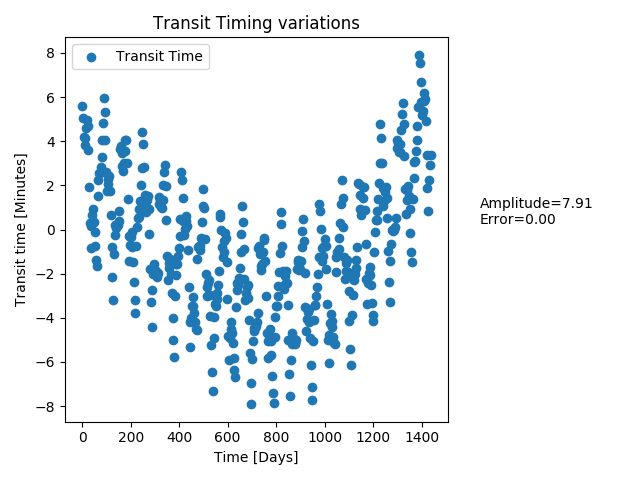 Transit Timing variations
Transit Time
8
6
4
2
0
−2
−4
−6
−8
Transit time [Minutes]
0 200 400 600 800 1000 1200 1400
Time [Days]
Amplitude=7.91
Error=0.00